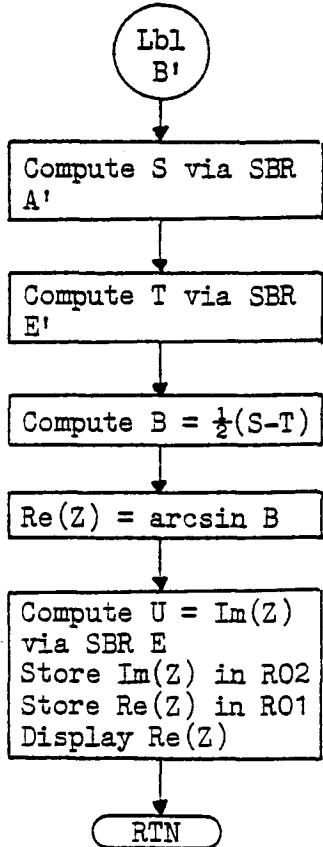 Lbl
B'
Compute S via SBR
A'
Compute T via SBR
E'
Compute B = ½(S-T)
Re(Z) = arcsin B
Compute U = Im(Z)
via SBR E
Store Im(Z) in R02
Store Re(Z) in R01
Display Re(Z)
RTN